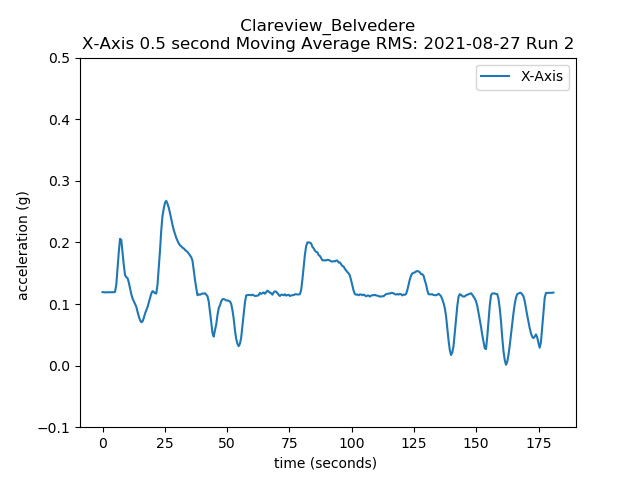 Clareview_Belvedere
X-Axis 0.5 second Moving Average RMS: 2021-08-27 Run 2
X-Axis
acceleration (g)
0.5
0.4
0.3
0.2
0.1
0.0
−0.1
0 25 50 75 100 125 150 175
time (seconds)